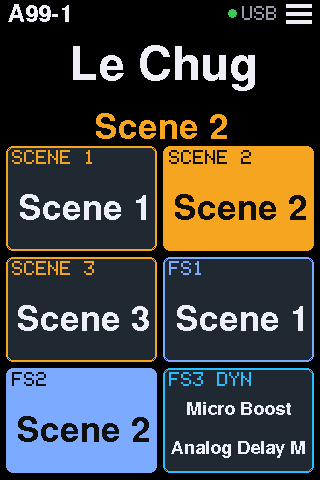 A99-1 USB
Le Chug
Scene 2
SCENE 1
Scene 1
SCENE 2
Scene 2
SCENE 3
Scene 3
FS1
Scene 1
FS2
Scene 2
FS3 DYN
Micro Boost
Analog Delay M